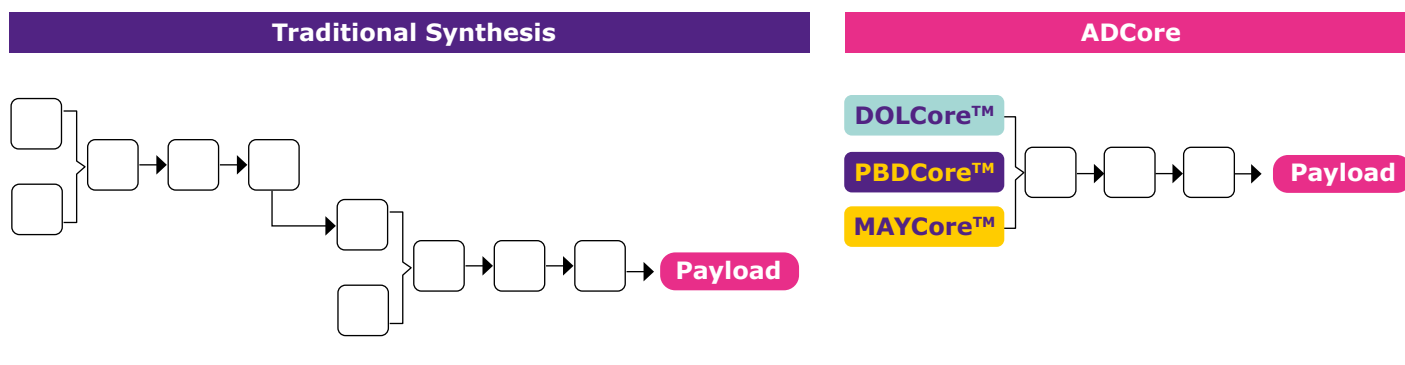 Traditional Synthesis
Payload
ADCore
DOLCore™
PBDCore™
MAYCore™
Payload